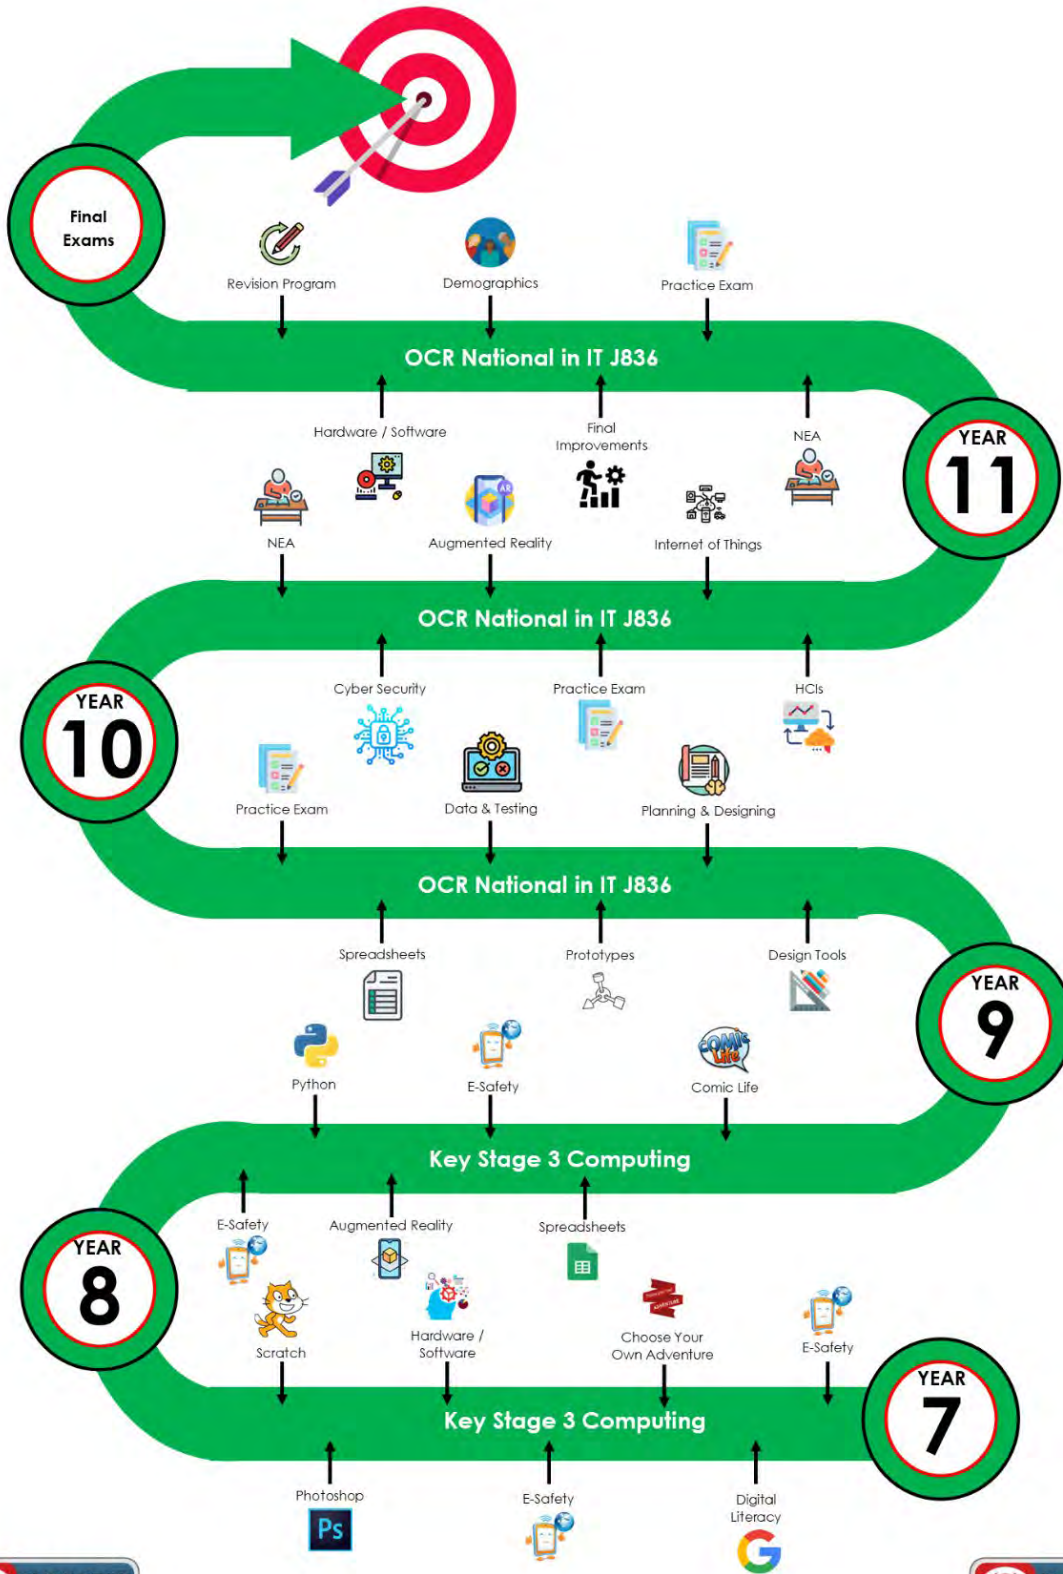 Final
Exams
Revision Program
Demographics
Practice Exam
OCR National in IT J836
Hardware / Software
Final
Improvements
NEA
YEAR
11
NEA
AR
Augmented Reality
Internet of Things
OCR National in IT J836
Cyber Security
Practice Exam
HCIs
YEAR
10
Practice Exam
Data & Testing
Planning & Designing
OCR National in IT J836
Spreadsheets
Prototypes
Design Tools
YEAR
9
Python
E-Safety
COMIC
Life
Comic Life
Key Stage 3 Computing
E-Safety
Augmented Reality
Spreadsheets
YEAR
8
Scratch
Hardware /
Software
ADVENTURE
Choose Your
Own Adventure
E-Safety
YEAR
7
Key Stage 3 Computing
Photoshop
Ps
E-Safety
Digital
Literacy
G